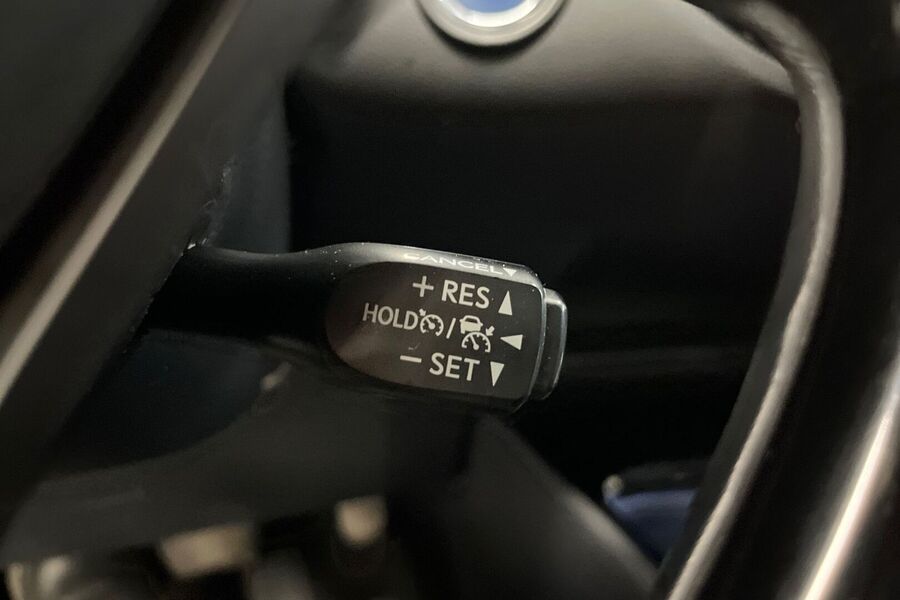 CANCEL▼
+ RES ▲
HOLD / ◀
− SET ▼